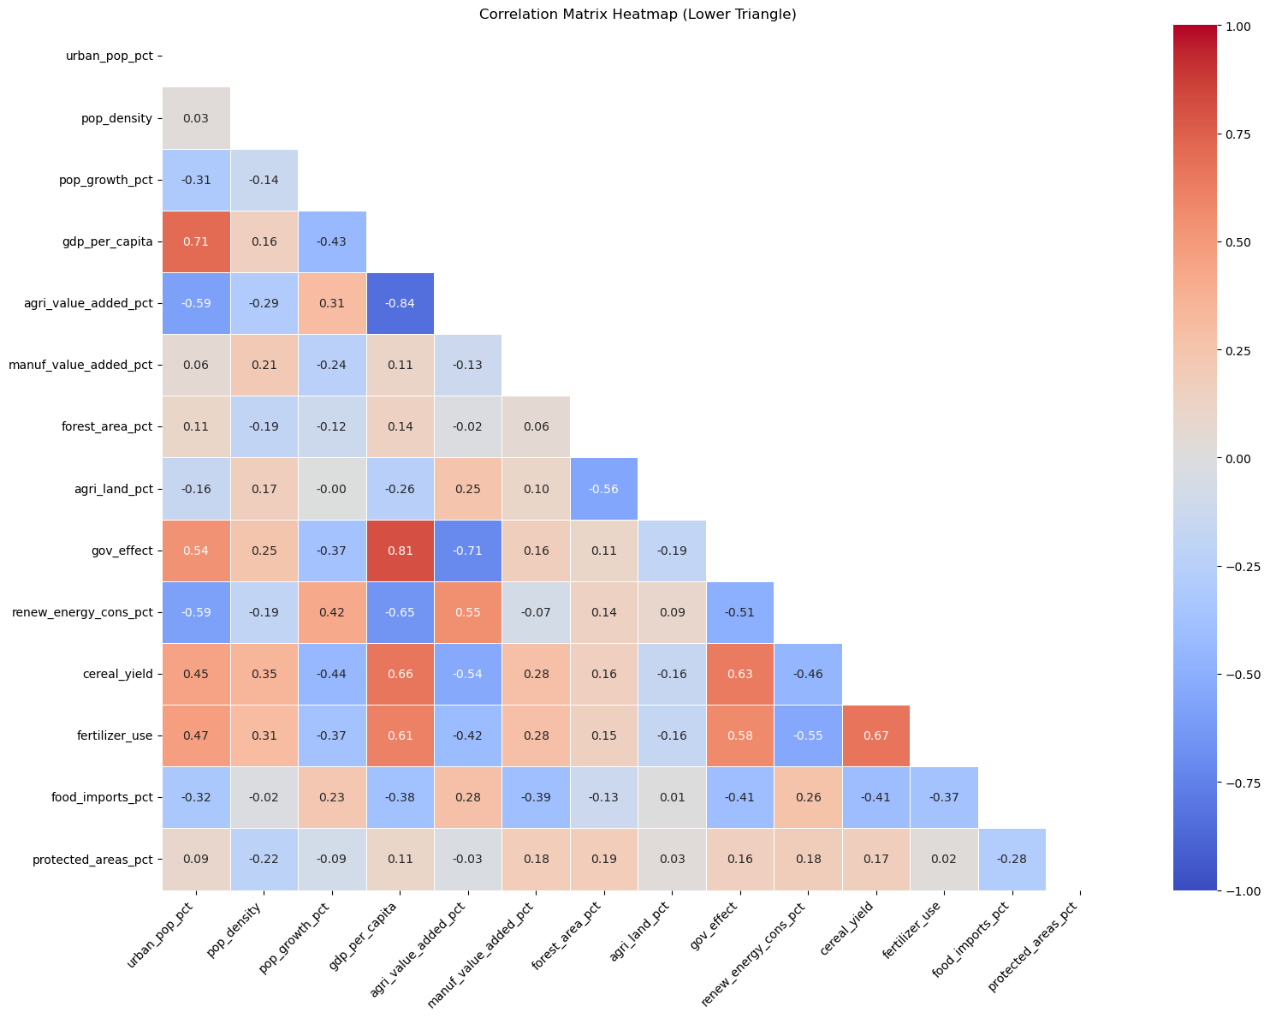 Correlation Matrix Heatmap (Lower Triangle)
urban_pop_pct
pop_density 0.03
pop_growth_pct -0.31 -0.14
gdp_per_capita 0.71 0.16 -0.43
agri_value_added_pct -0.59 -0.29 0.31 -0.84
manuf_value_added_pct 0.06 0.21 -0.24 0.11 -0.13
forest_area_pct 0.11 -0.19 -0.12 0.14 -0.02 0.06
agri_land_pct -0.16 0.17 -0.00 -0.26 0.25 0.10 -0.56
gov_effect 0.54 0.25 -0.37 0.81 -0.71 0.16 0.11 -0.19
renew_energy_cons_pct -0.59 -0.19 0.42 -0.65 0.55 -0.07 0.14 0.09 -0.51
cereal_yield 0.45 0.35 -0.44 0.66 -0.54 0.28 0.16 -0.16 0.63 -0.46
fertilizer_use 0.47 0.31 -0.37 0.61 -0.42 0.28 0.15 -0.16 0.58 -0.55 0.67
food_imports_pct -0.32 -0.02 0.23 -0.38 0.28 -0.39 -0.13 0.01 -0.41 0.26 -0.41 -0.37
protected_areas_pct 0.09 -0.22 -0.09 0.11 -0.03 0.18 0.19 0.03 0.16 0.18 0.17 0.02 -0.28
urban_pop_pct
pop_density
pop_growth_pct
gdp_per_capita
agri_value_added_pct
manuf_value_added_pct
forest_area_pct
agri_land_pct
gov_effect
renew_energy_cons_pct
cereal_yield
fertilizer_use
food_imports_pct
protected_areas_pct
1.00
0.75
0.50
0.25
0.00
−0.25
−0.50
−0.75
−1.00